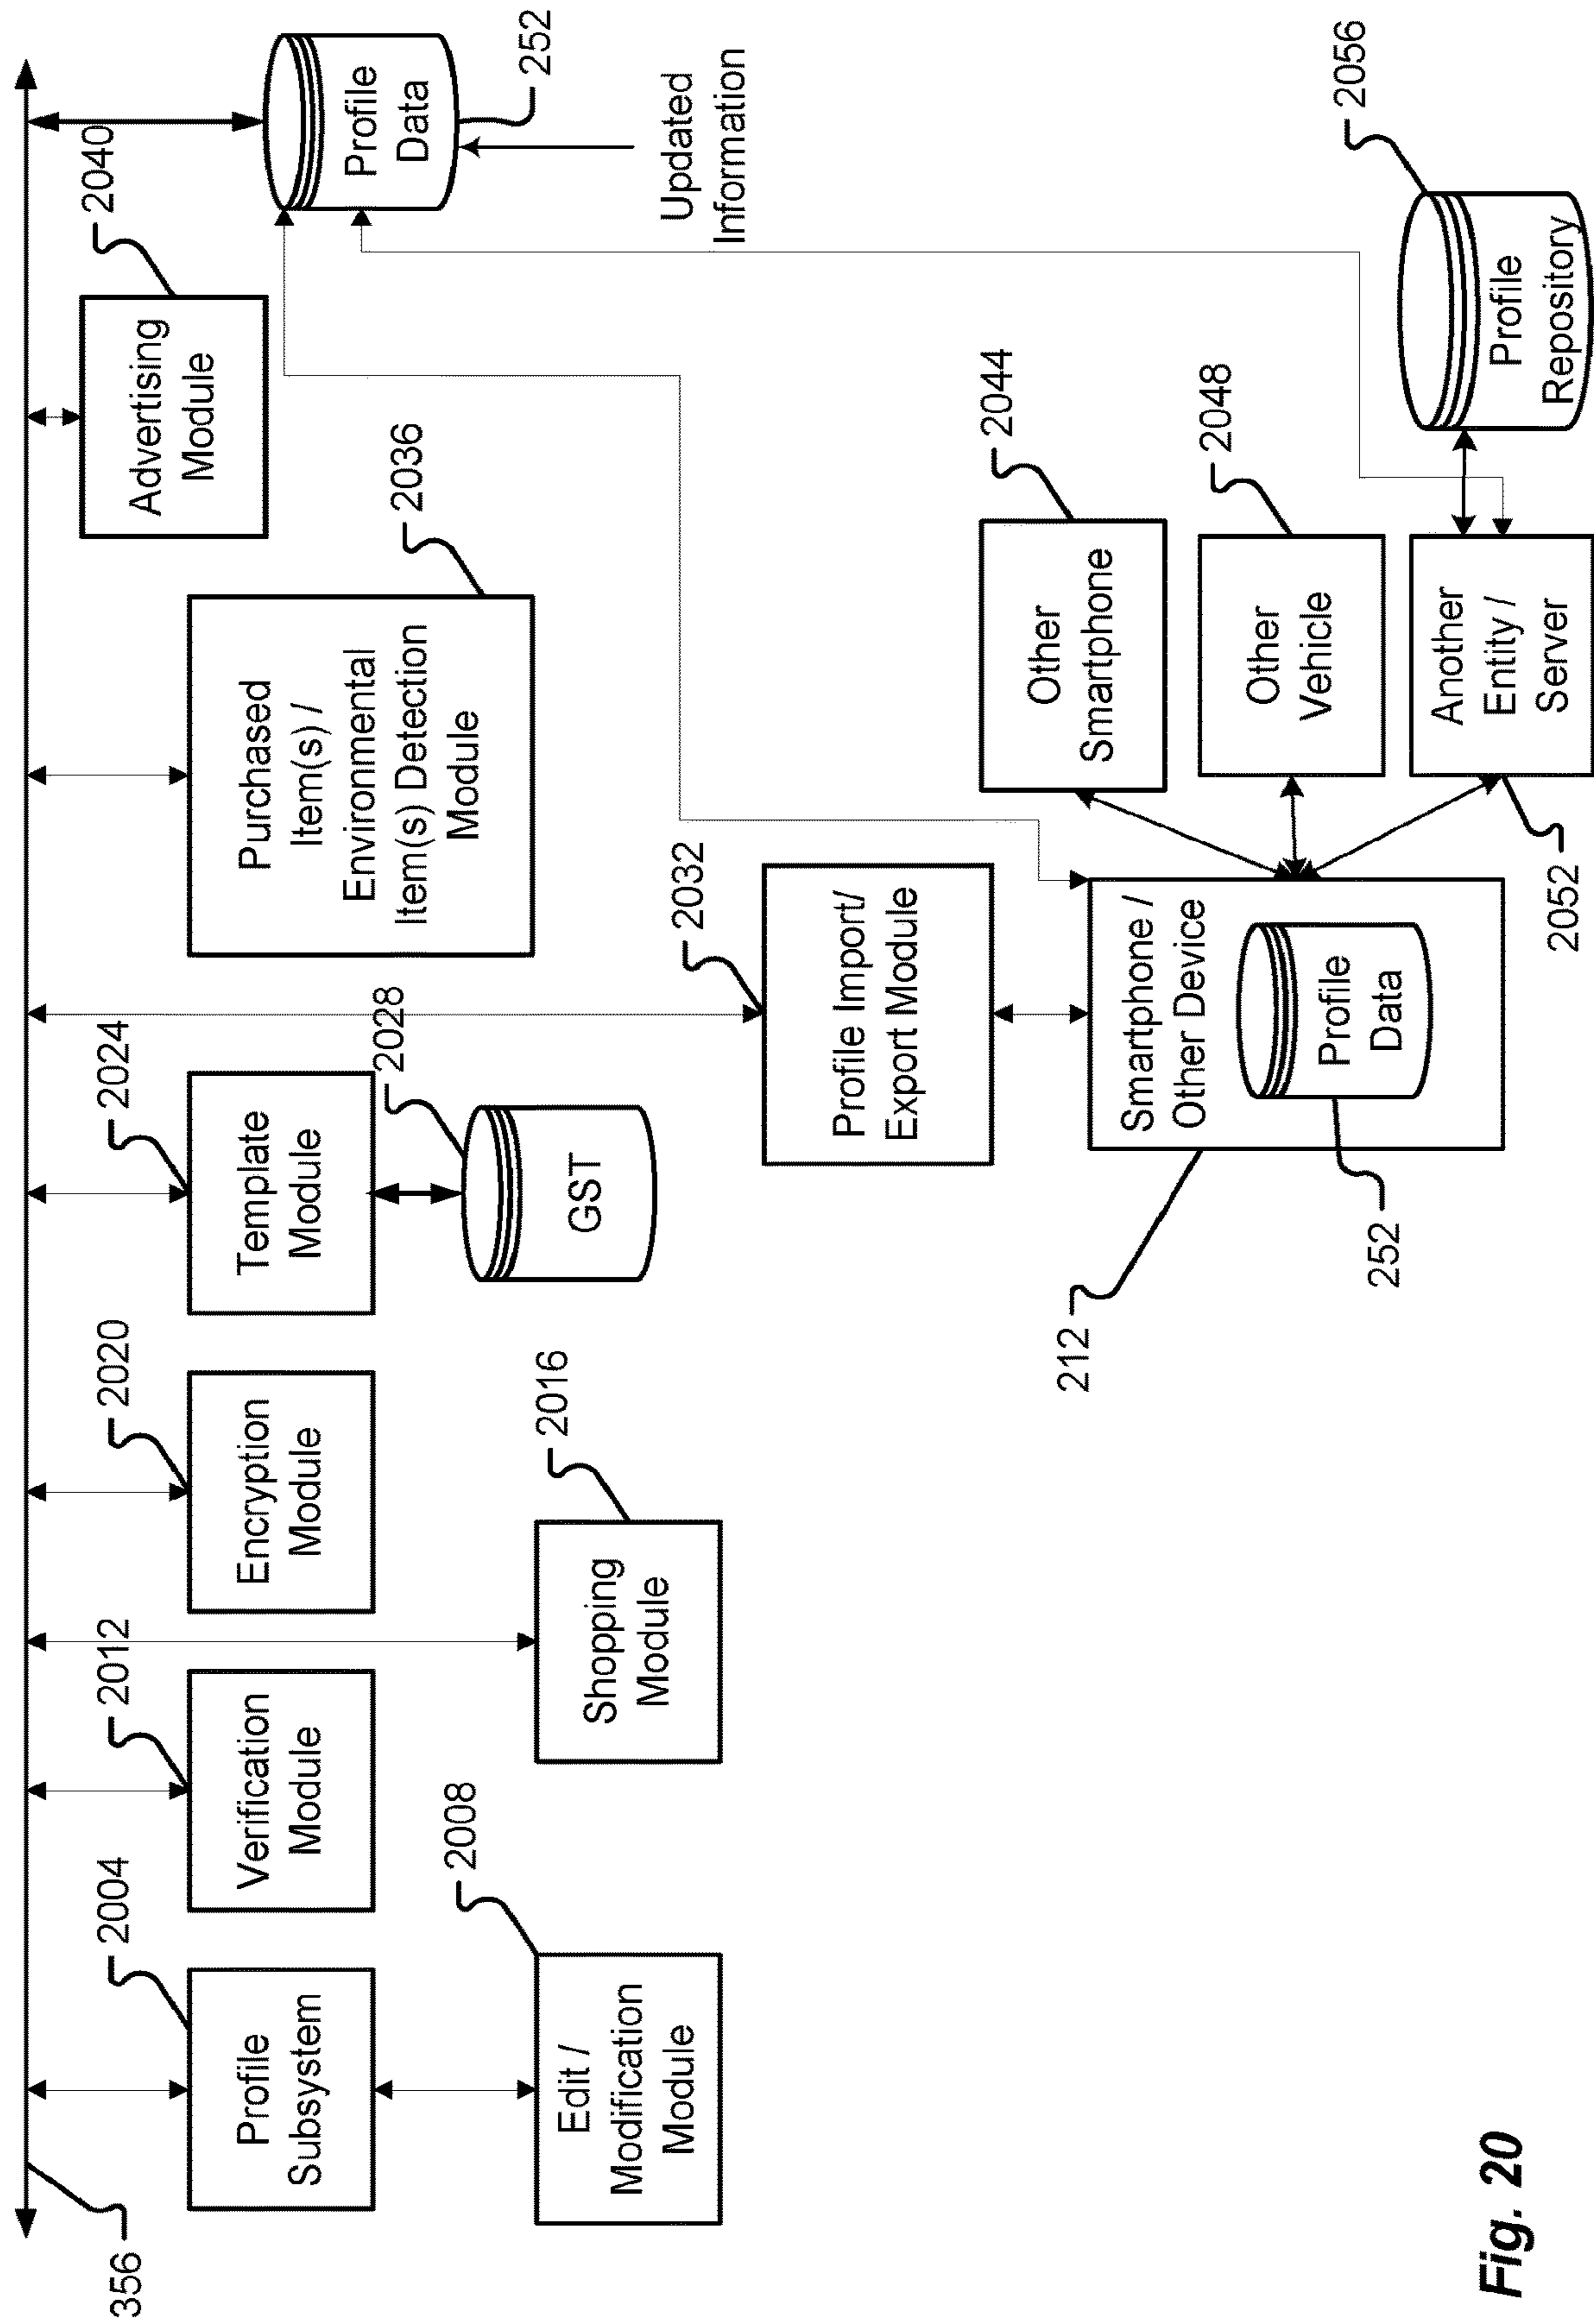 356
2004
Profile
Subsystem
2008
Edit /
Modification
Module
2012
Verification
Module
2016
Shopping
Module
2020
Encryption
Module
2024
Template
Module
2028
GST
2032
Profile Import/
Export Module
2036
Purchased
Item(s) /
Environmental
Item(s) Detection
Module
2040
Advertising
Module
Profile
Data
252
Updated
Information
212
Smartphone /
Other Device
Profile
Data
252
2044
Other
Smartphone
2048
Other
Vehicle
2052
Another
Entity /
Server
2056
Profile
Repository
Fig. 20